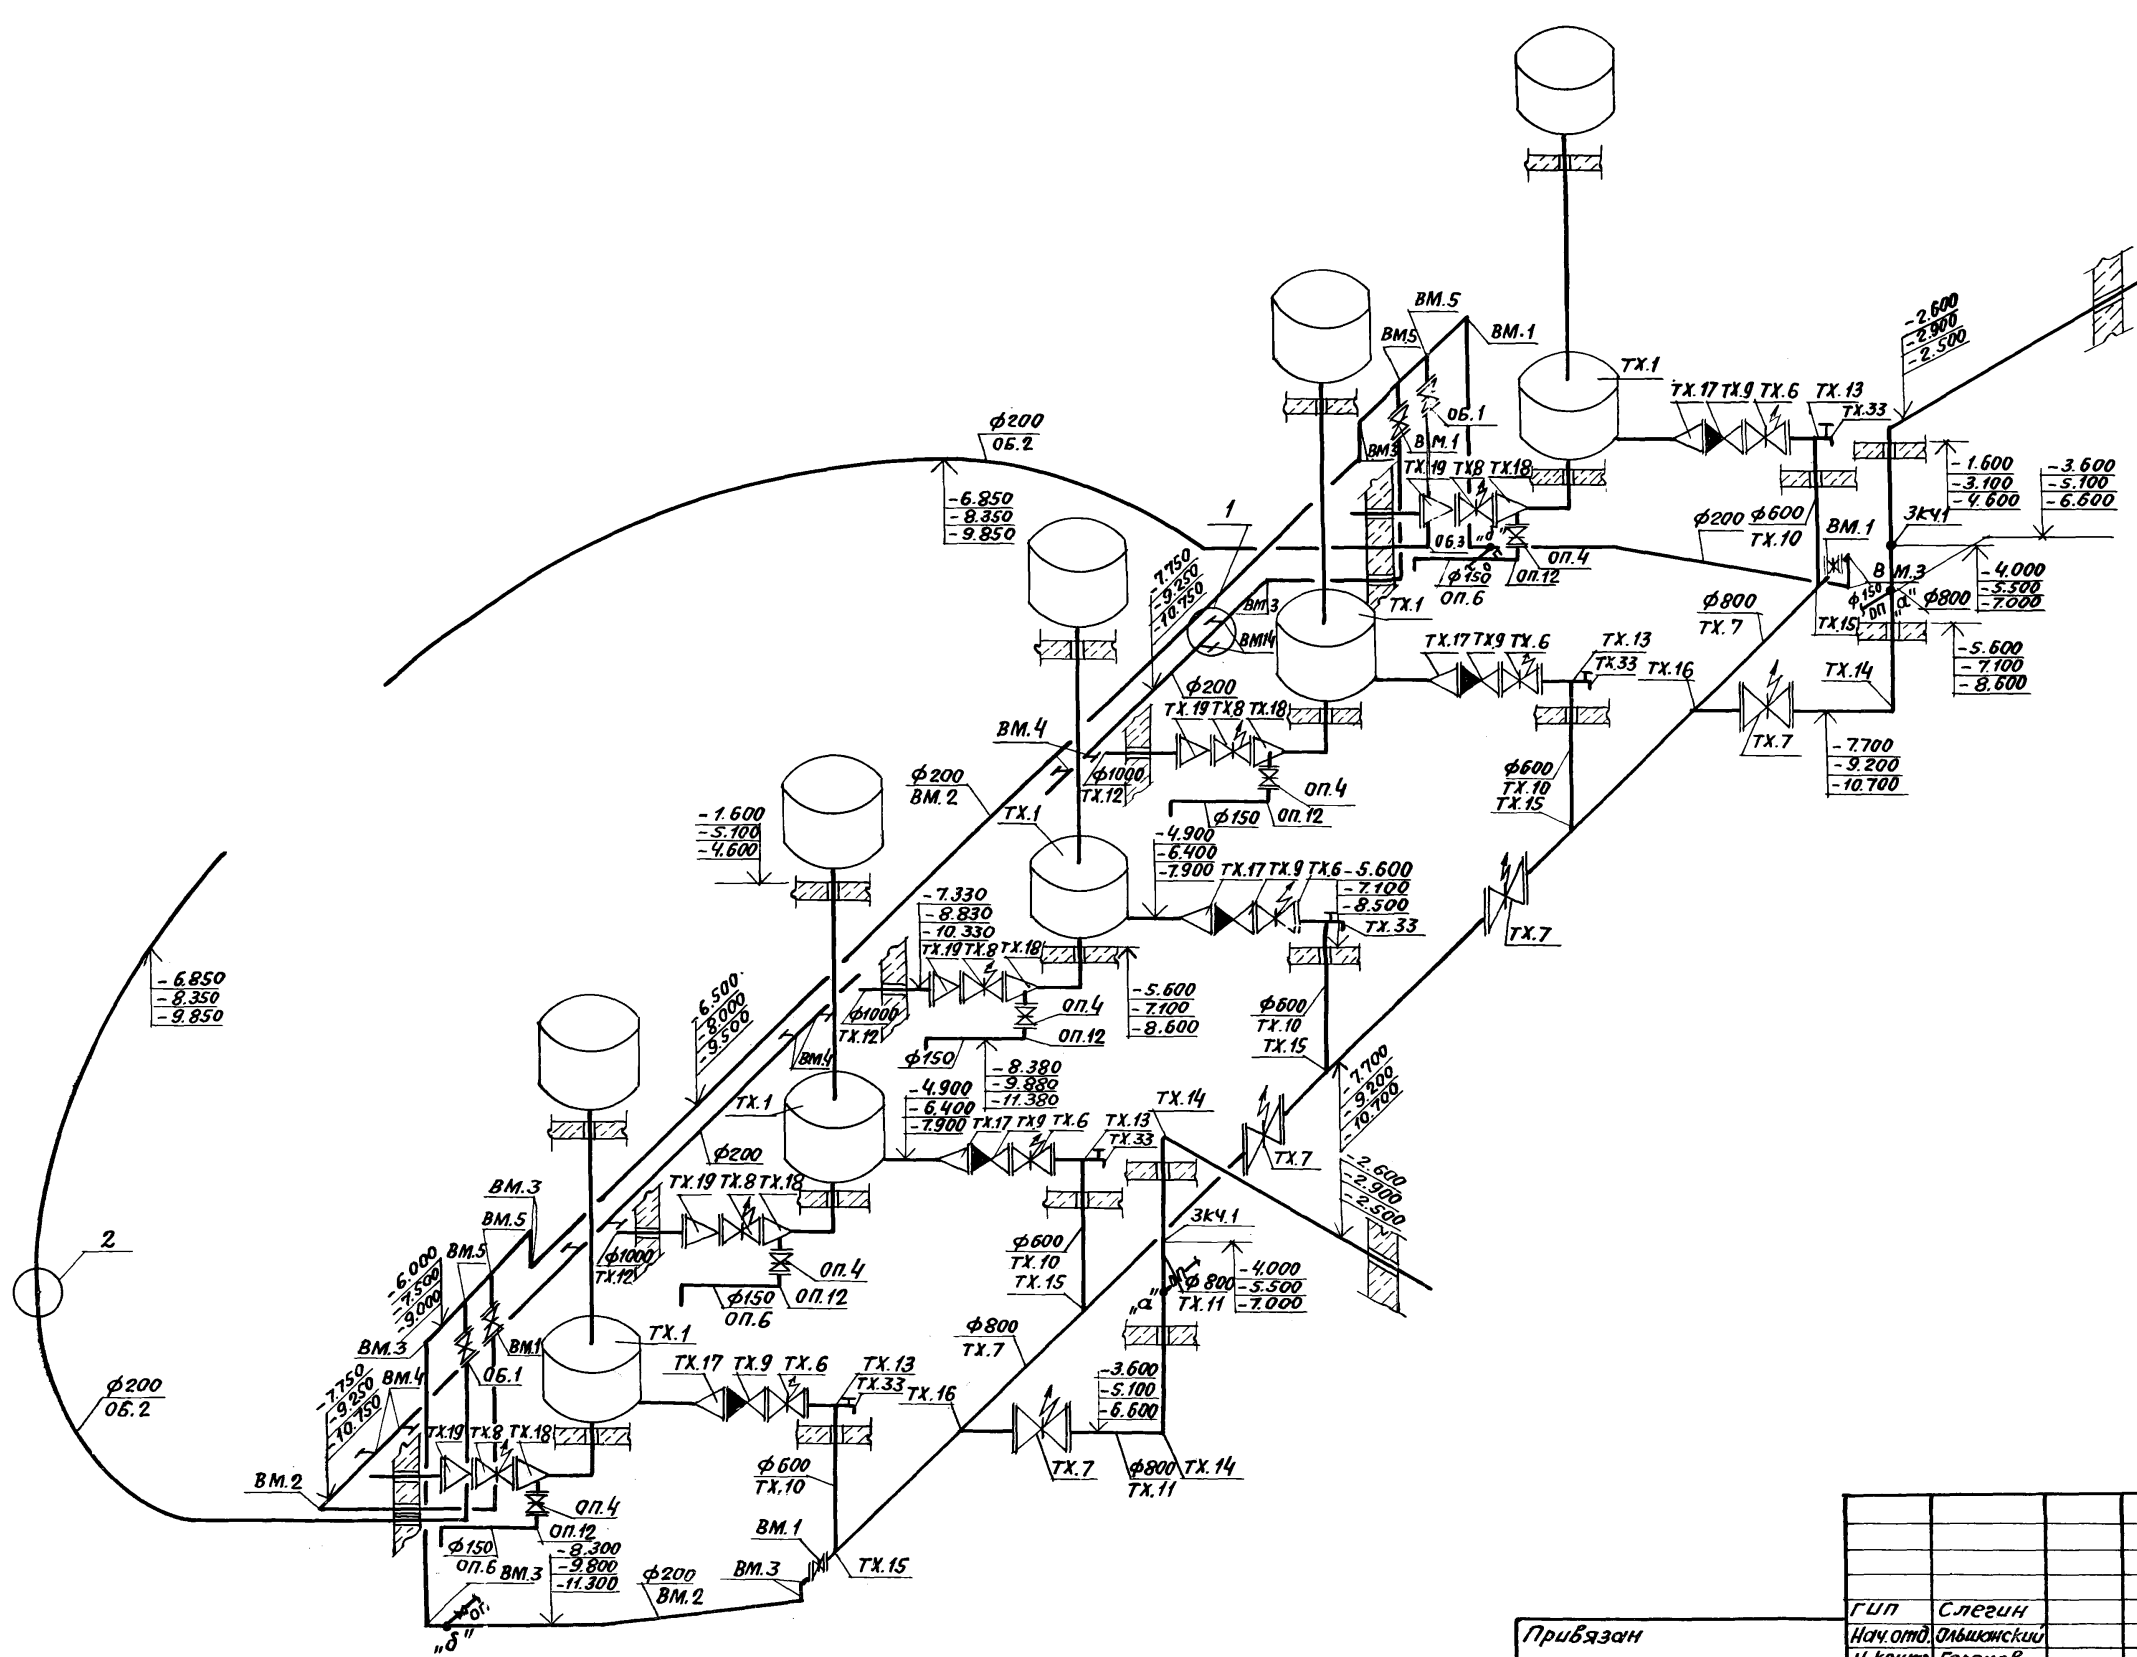 -2.600
-2.900
-2.500
ВМ.5
ВМ5
ВМ.1
ТХ.1
ТХ.17 ТХ.9 ТХ.6
ТХ.13
ТХ.33
ф200
ОБ.2
ОБ.1
ВМ.1
ВМ3
-1.600
-3.100
-4.600
-3.600
-5.100
-6.600
ТХ.19 ТХ8 ТХ.18
-6.850
-8.350
-9.850
1
ф200
ф600
ТХ.10
ВМ.1
ЗКЧ.1
ОБ.3
„б"
ОП.4
ОП.12
ф150
ОП.6
-7.750
-9.250
-10.750
ВМ.3
ВМ14
ТХ.1
ВМ.3
-4.000
-5.500
-7.000
ф150
ОП
„а"
ф800
ф800
ТХ.7
ТХ.15
-5.600
-7.100
-8.600
ТХ.17 ТХ9 ТХ.6
ТХ.13
ТХ.33
ТХ.16
ТХ.14
ф200
ТХ.19 ТХ.8 ТХ.18
ВМ.4
ТХ.7
-7.700
-9.200
-10.700
ф1000
ТХ.12
ф200
ВМ.2
ОП.4
ф150
ОП.12
ф600
ТХ.10
ТХ.15
ТХ.1
-1.600
-5.100
-4.600
-4.900
-6.400
-7.900
ТХ.17 ТХ.9 ТХ.6
-5.600
-7.100
-8.500
ТХ.33
ТХ.7
-7.330
-8.830
-10.330
ТХ.19 ТХ.8 ТХ.18
-6.850
-8.350
-9.850
-6.500
-8.000
-9.500
ф1000
ТХ.12
ВМ.4
ОП.4
ОП.12
ф150
-5.600
-7.100
-8.600
ф600
ТХ.10
ТХ.15
-8.380
-9.880
-11.380
-4.900
-6.400
-7.900
ТХ.1
ТХ.17 ТХ9 ТХ.6
ТХ.13
ТХ.33
ТХ.14
-7.700
-9.200
-10.700
ТХ.7
-2.600
-2.900
-2.500
ф200
ТХ.19 ТХ.8 ТХ.18
ВМ.3
ВМ.5
ВМ.5
ЗКЧ.1
2
-6.000
-7.500
-9.000
ф1000
ТХ.12
ОП.4
ф150
ОП.6
ОП.12
ф600
ТХ.10
ТХ.15
ОП
ф800
ТХ.11
„а"
-4.000
-5.500
-7.000
ВМ.3
ВМ.1
ОБ.1
ТХ.1
ф800
ТХ.7
ф200
ОБ.2
-7.750
-9.250
-10.750
ВМ.4
ТХ.17 ТХ.9 ТХ.6
ТХ.13
ТХ.33
ТХ.16
-3.600
-5.100
-6.600
ТХ.19 ТХ.8 ТХ.18
ВМ.2
ф600
ТХ.10
ТХ.7
ф800
ТХ.11
ТХ.14
ОП.4
ОП.12
ф150
ОП.6
ВМ.3
-8.300
-9.800
-11.300
ВМ.1
ВМ.3
ТХ.15
ф200
ВМ.2
ОГ.
„б"
Привязан
ГИП Слегин
Нач.отд. Ольшанский